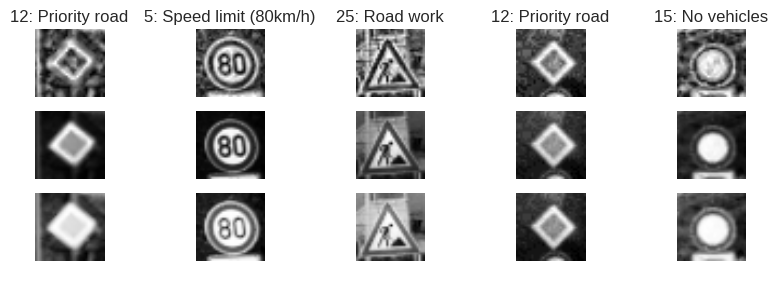 12: Priority road
5: Speed limit (80km/h)
25: Road work
12: Priority road
15: No vehicles
80
80
80